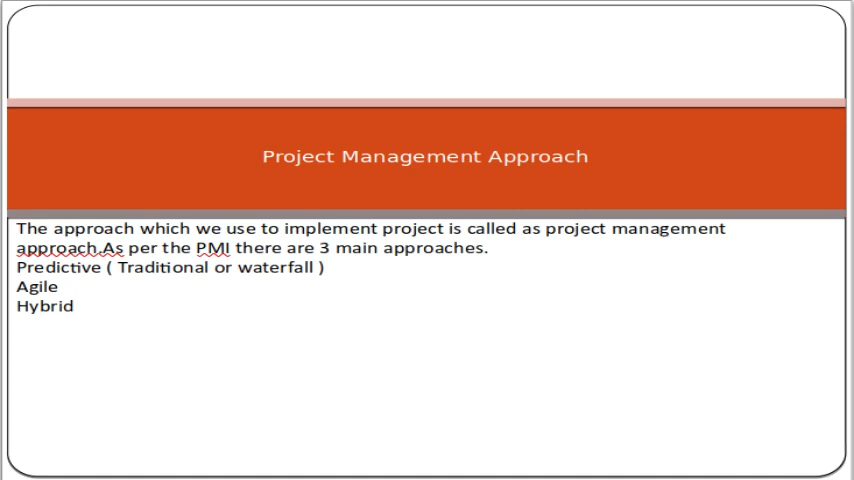 Project Management Approach
The approach which we use to implement project is called as project management
approach.As per the PMI there are 3 main approaches.
Predictive ( Traditional or waterfall )
Agile
Hybrid